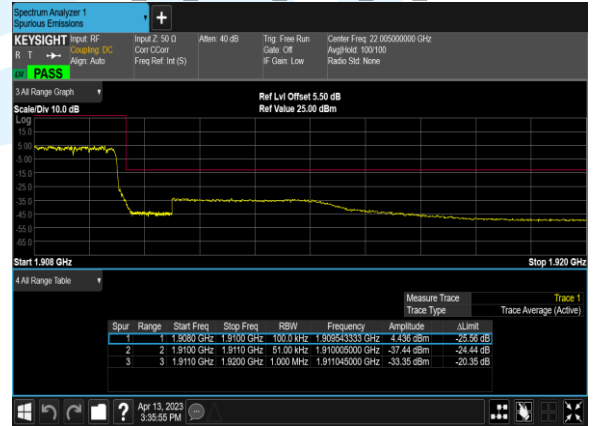 Spectrum Analyzer 1
Spurious Emissions
KEYSIGHT Input: RF Input Z: 50 Ω Atten: 40 dB Trig: Free Run Center Freq: 22.005000000 GHz
R T Coupling: DC Corr CCorr Gate: Off Avg|Hold: 100/100
Align: Auto Freq Ref: Int (S) IF Gain: Low Radio Std: None
PASS
3 All Range Graph
Ref Lvl Offset 5.50 dB
Scale/Div 10.0 dB Ref Value 25.00 dBm
Log
15.0
5.00
-5.00
-15.0
-25.0
-35.0
-45.0
-55.0
-65.0
Start 1.908 GHz Stop 1.920 GHz
4 All Range Table
Measure Trace Trace 1
Trace Type Trace Average (Active)
Spur Range Start Freq Stop Freq RBW Frequency Amplitude ΔLimit
1 1 1.9080 GHz 1.9100 GHz 100.0 kHz 1.909543333 GHz 4.436 dBm -25.56 dB
2 2 1.9100 GHz 1.9110 GHz 51.00 kHz 1.910005000 GHz -37.44 dBm -24.44 dB
3 3 1.9110 GHz 1.9200 GHz 1.000 MHz 1.911045000 GHz -33.35 dBm -20.35 dB
? Apr 13, 2023
3:35:55 PM